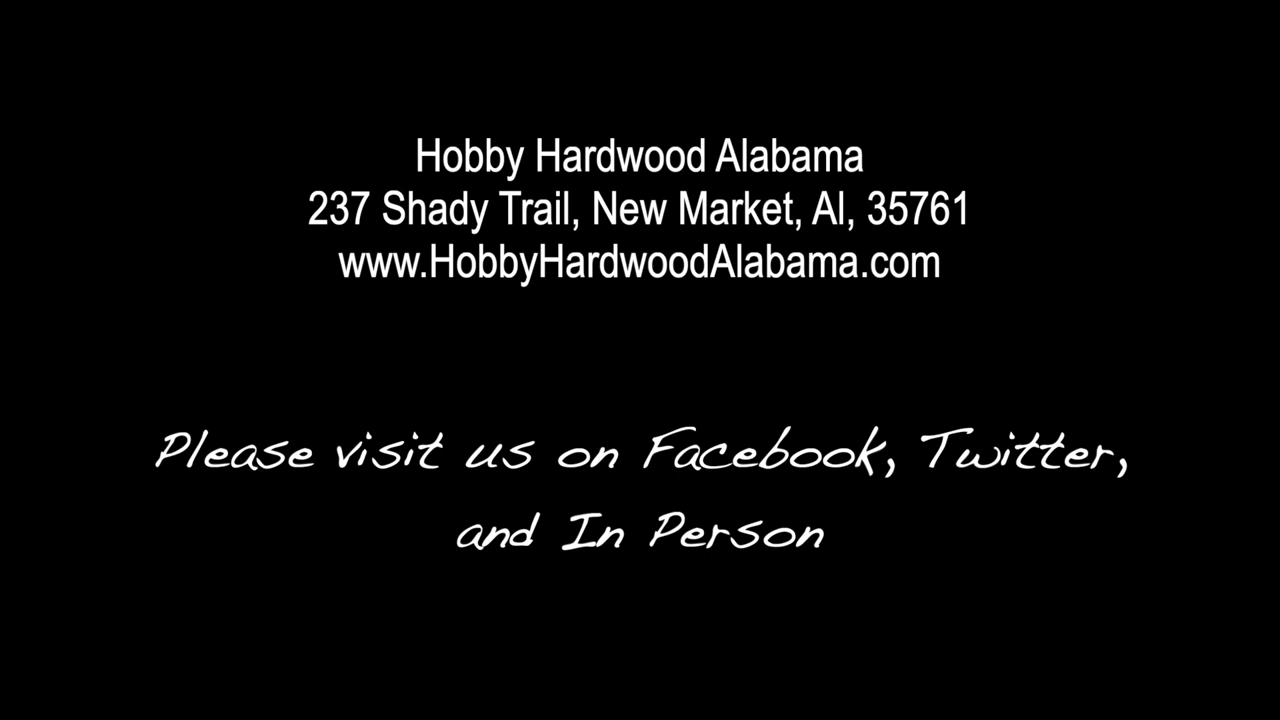 Hobby Hardwood Alabama
237 Shady Trail, New Market, Al, 35761
www.HobbyHardwoodAlabama.com
Please visit us on Facebook, Twitter,
and In Person